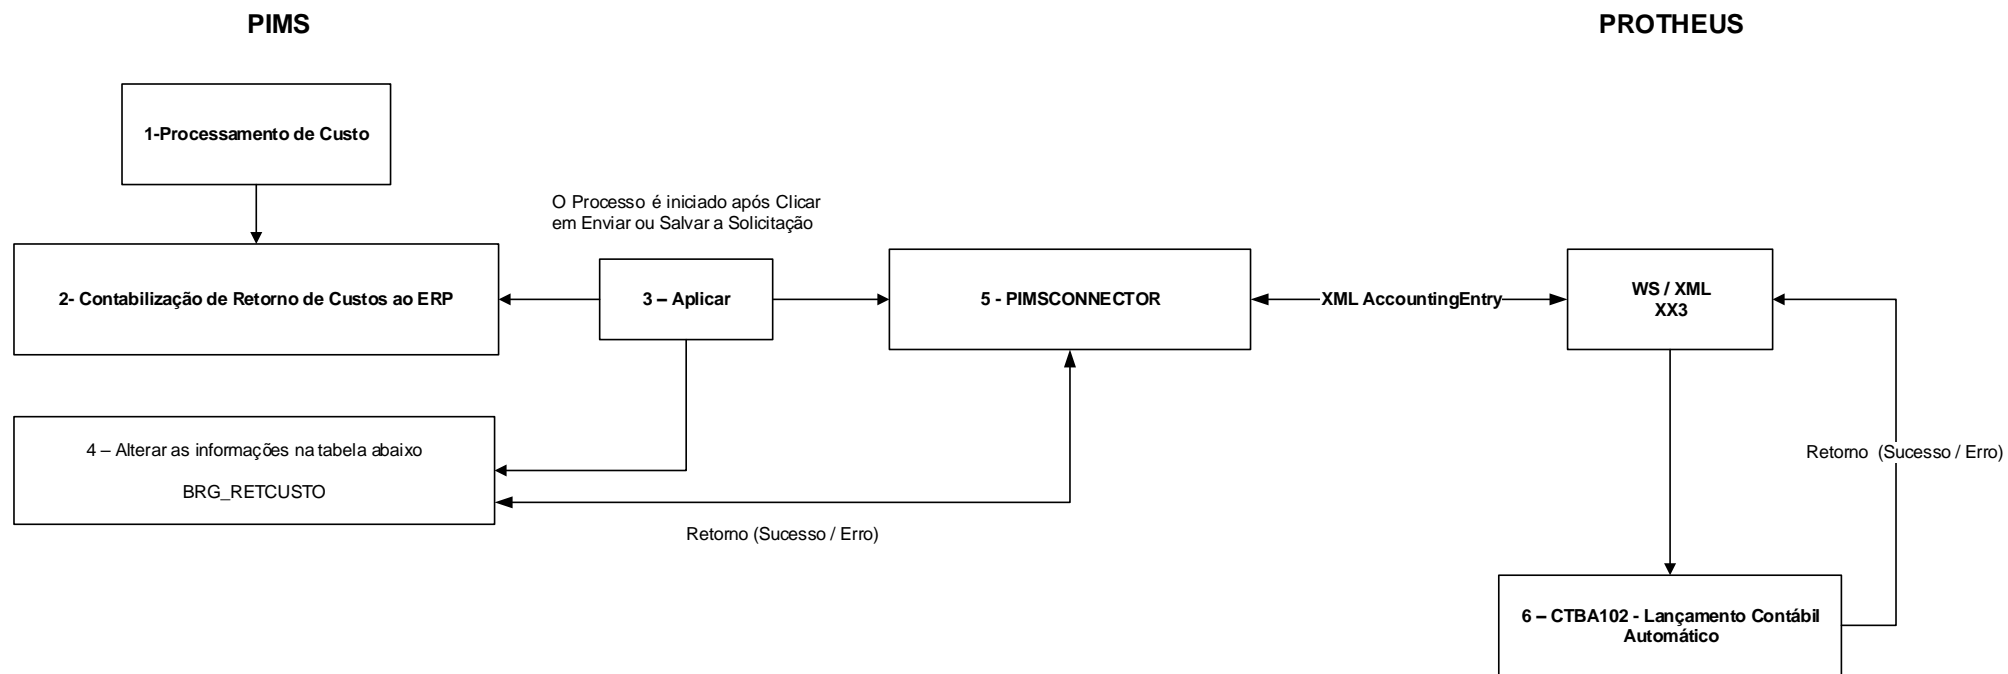 PIMS
PROTHEUS
1-Processamento de Custo
O Processo é iniciado após Clicar
em Enviar ou Salvar a Solicitação
2- Contabilização de Retorno de Custos ao ERP
3 – Aplicar
5 - PIMSCONNECTOR
XML AccountingEntry
WS / XML
XX3
4 – Alterar as informações na tabela abaixo
BRG_RETCUSTO
Retorno (Sucesso / Erro)
Retorno (Sucesso / Erro)
6 – CTBA102 - Lançamento Contábil
Automático